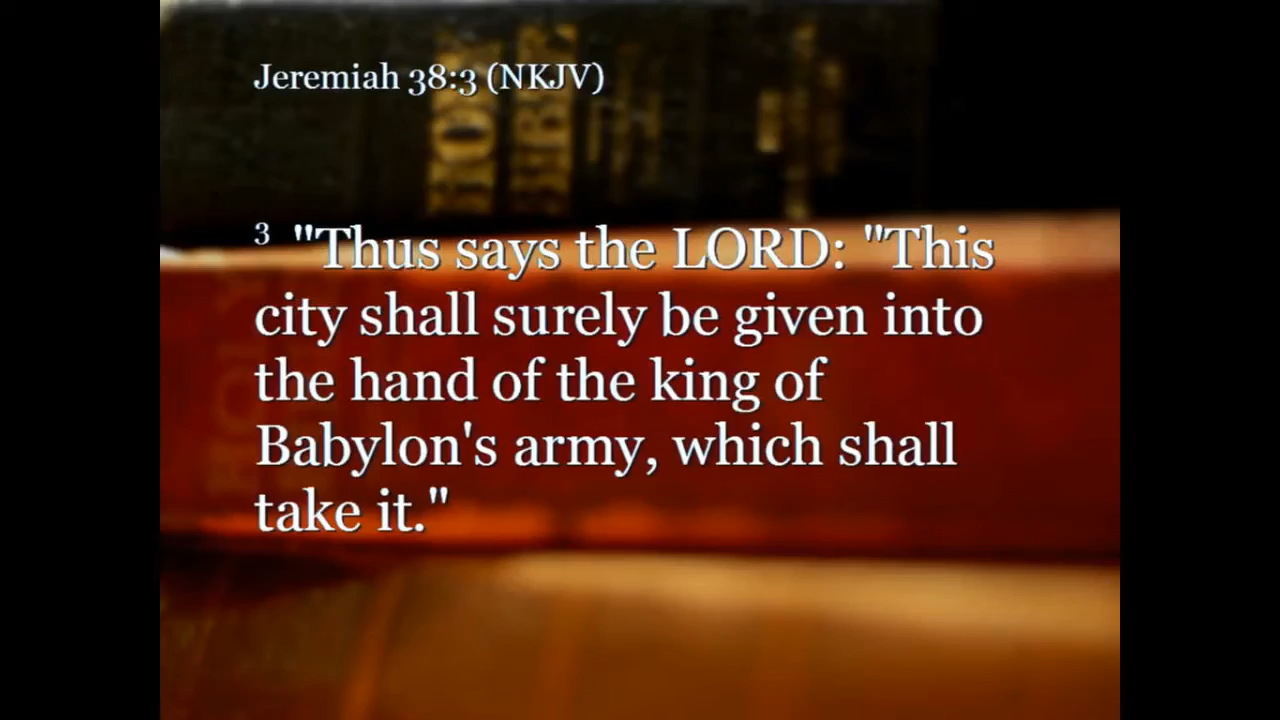 Jeremiah 38:3 (NKJV)
3 "Thus says the LORD: "This
city shall surely be given into
the hand of the king of
Babylon's army, which shall
take it."